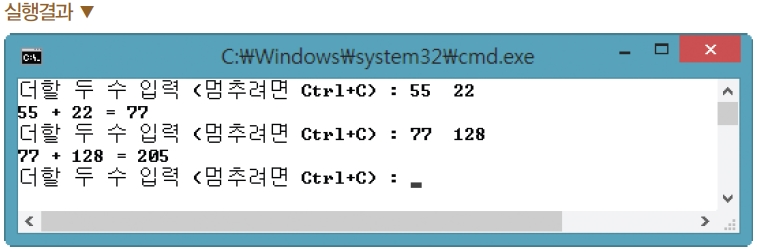 실행결과 ▼
C:\. C:₩Windows₩system32₩cmd.exe
더할 두 수 입력 (멈추려면 Ctrl+C) : 55  22
55 + 22 = 77
더할 두 수 입력 (멈추려면 Ctrl+C) : 77  128
77 + 128 = 205
더할 두 수 입력 (멈추려면 Ctrl+C) : _